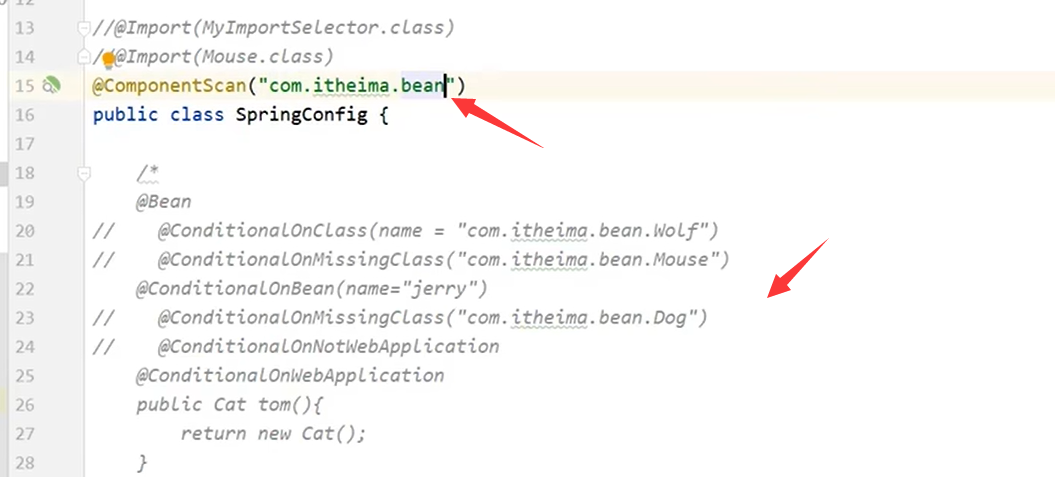 12
13 //@Import(MyImportSelector.class)
14 //@Import(Mouse.class)
15 @ComponentScan("com.itheima.bean")
16 public class SpringConfig {
17
18 /*
19 @Bean
20 // @ConditionalOnClass(name = "com.itheima.bean.Wolf")
21 // @ConditionalOnMissingClass("com.itheima.bean.Mouse")
22 @ConditionalOnBean(name="jerry")
23 // @ConditionalOnMissingClass("com.itheima.bean.Dog")
24 // @ConditionalOnNotWebApplication
25 @ConditionalOnWebApplication
26 public Cat tom(){
27 return new Cat();
28 }